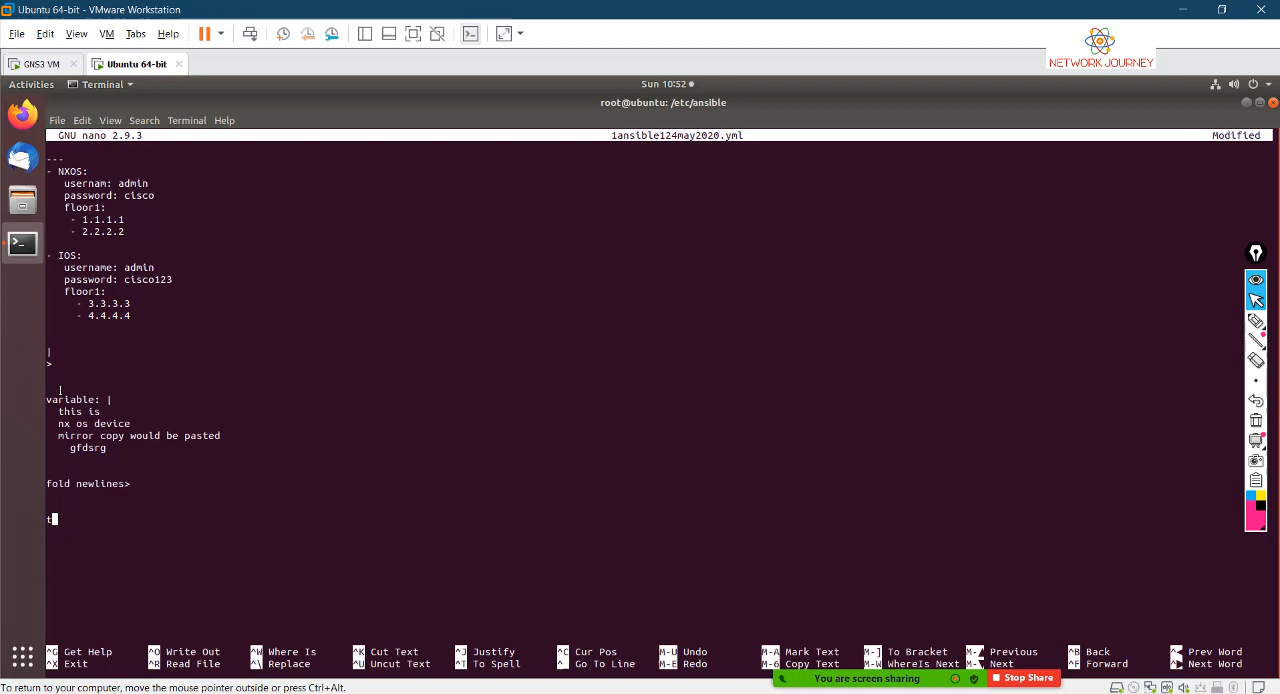 Ubuntu 64-bit - VMware Workstation
File Edit View VM Tabs Help
NETWORK JOURNEY
GNS3 VM Ubuntu 64-bit
Activities Terminal Sun 10:52
root@ubuntu: /etc/ansible
File Edit View Search Terminal Help
GNU nano 2.9.3 1ansible124may2020.yml Modified
---
- NXOS:
usernam: admin
password: cisco
floor1:
- 1.1.1.1
- 2.2.2.2
- IOS:
username: admin
password: cisco123
floor1:
- 3.3.3.3
- 4.4.4.4
|
>
variable: |
this is
nx os device
mirror copy would be pasted
gfdsrg
fold newlines>
t
^G Get Help ^O Write Out ^W Where Is ^K Cut Text ^J Justify ^C Cur Pos M-U Undo M-A Mark Text M-] To Bracket M-▲ Previous ^B Back ^◀ Prev Word
^X Exit ^R Read File ^\ Replace ^U Uncut Text ^T To Spell ^_ Go To Line M-E Redo M-6 Copy Text M-W WhereIs Next M-▼ Next ^F Forward ^▶ Next Word
You are screen sharing Stop Share
To return to your computer, move the mouse pointer outside or press Ctrl+Alt.